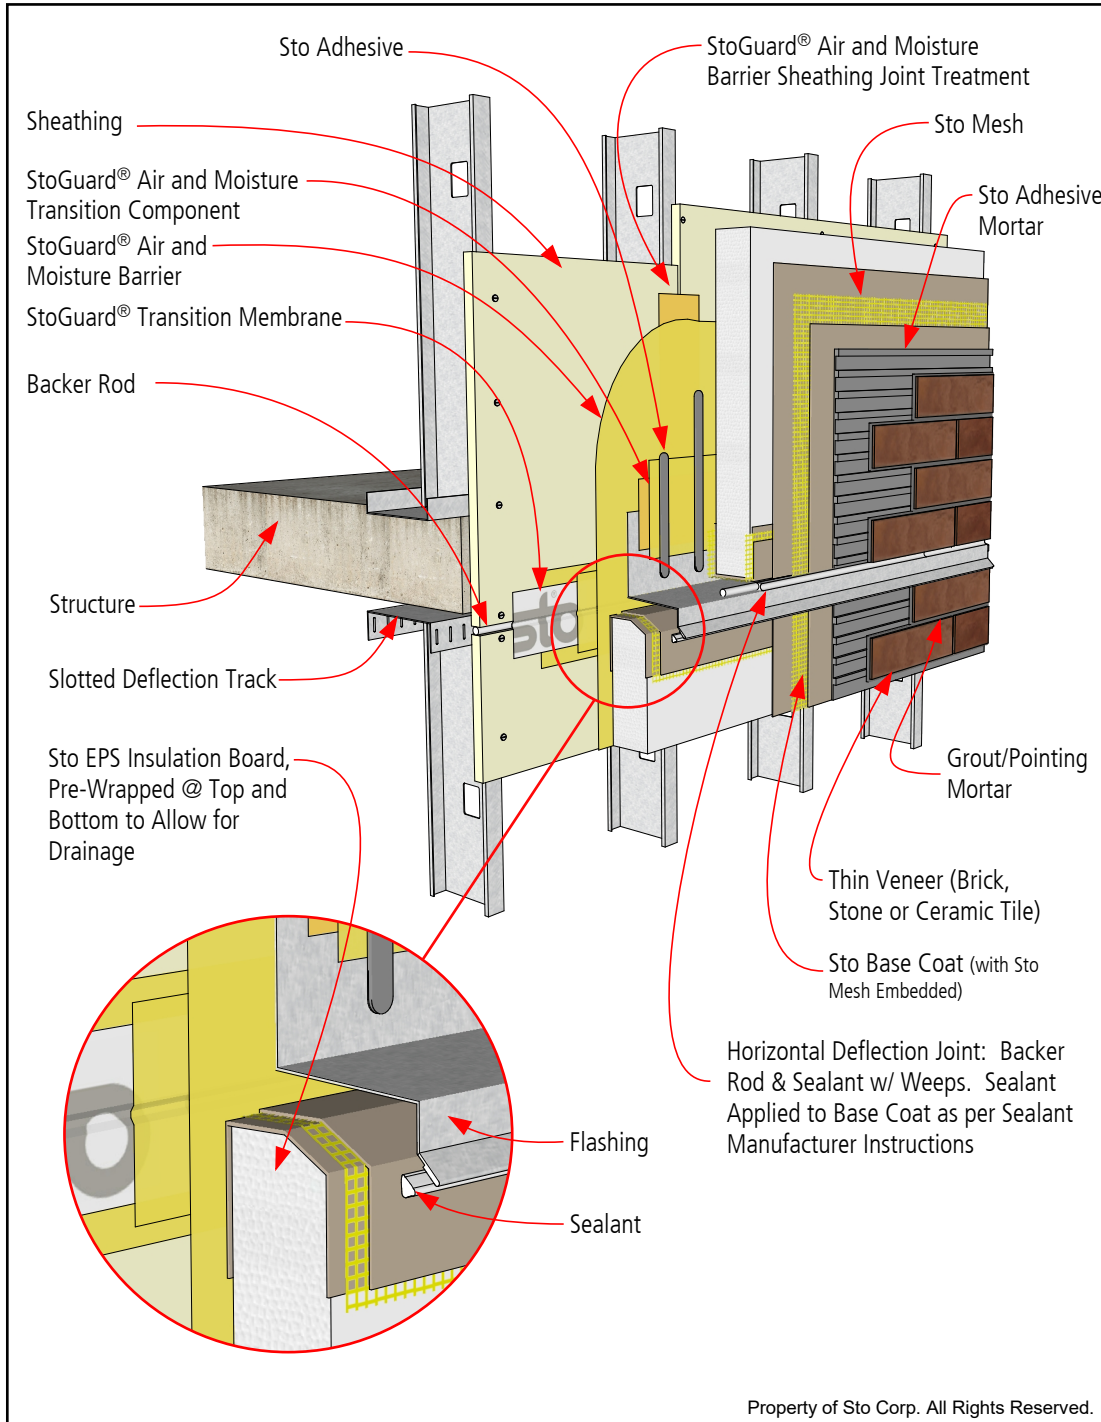 Sto Adhesive
StoGuard® Air and Moisture
Barrier Sheathing Joint Treatment
Sheathing
Sto Mesh
StoGuard® Air and Moisture
Transition Component
Sto Adhesive
Mortar
StoGuard® Air and
Moisture Barrier
StoGuard® Transition Membrane
Backer Rod
Structure
sto
Slotted Deflection Track
Sto EPS Insulation Board,
Pre-Wrapped @ Top and
Bottom to Allow for
Drainage
Grout/Pointing
Mortar
Thin Veneer (Brick,
Stone or Ceramic Tile)
Sto Base Coat (with Sto
Mesh Embedded)
Horizontal Deflection Joint: Backer
Rod & Sealant w/ Weeps. Sealant
Applied to Base Coat as per Sealant
Manufacturer Instructions
Flashing
Sealant
Property of Sto Corp. All Rights Reserved.